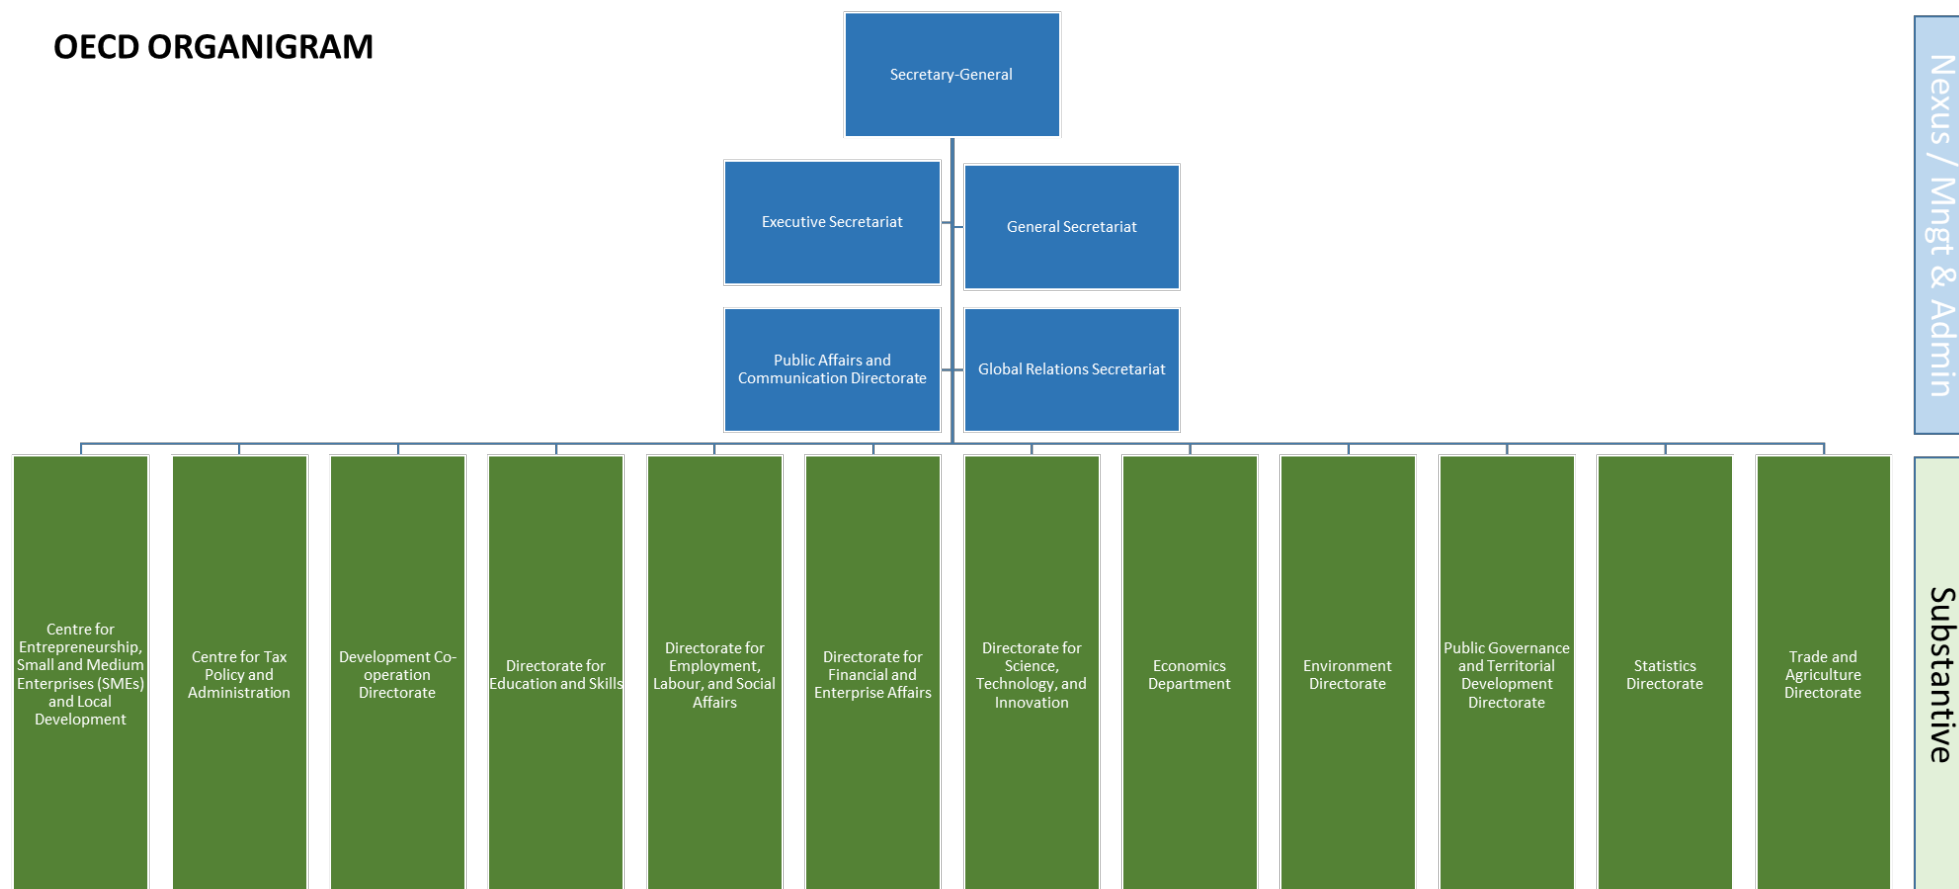 OECD ORGANIGRAM
Secretary-General
Executive Secretariat
General Secretariat
Public Affairs and
Communication Directorate
Global Relations Secretariat
Nexus / Mngt & Admin
Centre for
Entrepreneurship,
Small and Medium
Enterprises (SMEs)
and Local
Development
Centre for Tax
Policy and
Administration
Development Co-
operation
Directorate
Directorate for
Education and Skills
Directorate for
Employment,
Labour, and Social
Affairs
Directorate for
Financial and
Enterprise Affairs
Directorate for
Science,
Technology, and
Innovation
Economics
Department
Environment
Directorate
Public Governance
and Territorial
Development
Directorate
Statistics
Directorate
Trade and
Agriculture
Directorate
Substantive